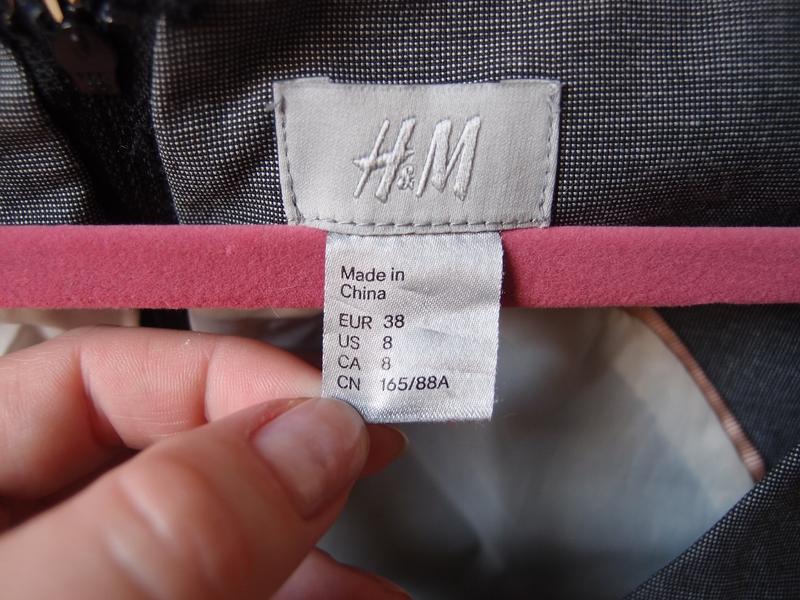 H&M
Made in
China
EUR 38
US 8
CA 8
CN 165/88A